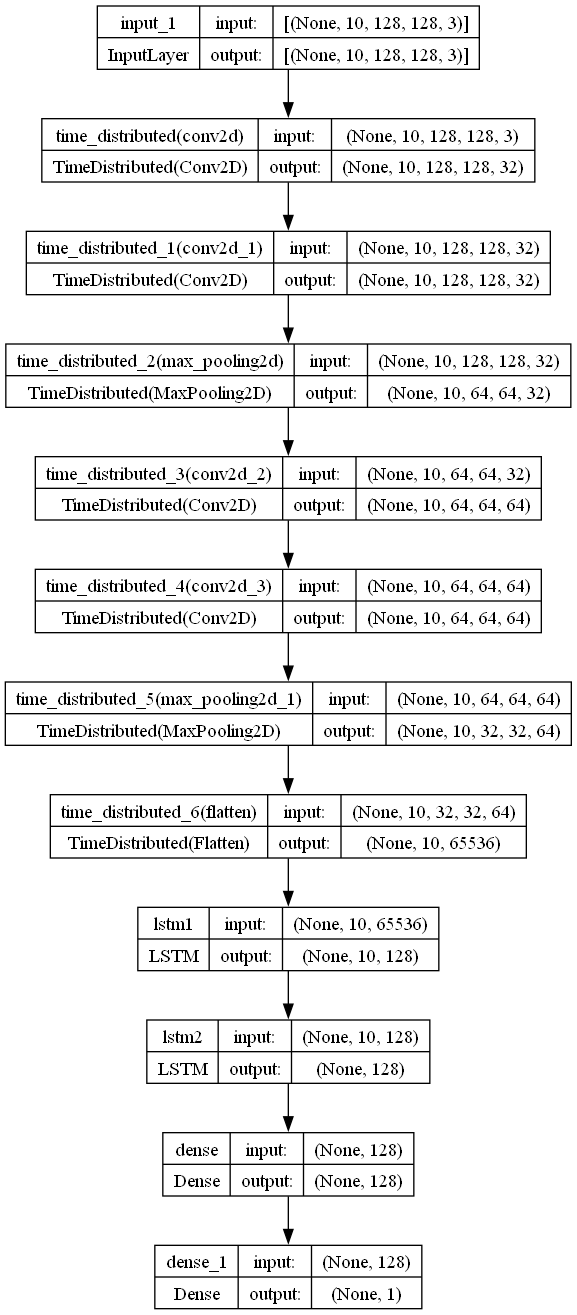 input_1 input: [(None, 10, 128, 128, 3)]
InputLayer output: [(None, 10, 128, 128, 3)]
time_distributed(conv2d) input: (None, 10, 128, 128, 3)
TimeDistributed(Conv2D) output: (None, 10, 128, 128, 32)
time_distributed_1(conv2d_1) input: (None, 10, 128, 128, 32)
TimeDistributed(Conv2D) output: (None, 10, 128, 128, 32)
time_distributed_2(max_pooling2d) input: (None, 10, 128, 128, 32)
TimeDistributed(MaxPooling2D) output: (None, 10, 64, 64, 32)
time_distributed_3(conv2d_2) input: (None, 10, 64, 64, 32)
TimeDistributed(Conv2D) output: (None, 10, 64, 64, 64)
time_distributed_4(conv2d_3) input: (None, 10, 64, 64, 64)
TimeDistributed(Conv2D) output: (None, 10, 64, 64, 64)
time_distributed_5(max_pooling2d_1) input: (None, 10, 64, 64, 64)
TimeDistributed(MaxPooling2D) output: (None, 10, 32, 32, 64)
time_distributed_6(flatten) input: (None, 10, 32, 32, 64)
TimeDistributed(Flatten) output: (None, 10, 65536)
lstm1 input: (None, 10, 65536)
LSTM output: (None, 10, 128)
lstm2 input: (None, 10, 128)
LSTM output: (None, 128)
dense input: (None, 128)
Dense output: (None, 128)
dense_1 input: (None, 128)
Dense output: (None, 1)